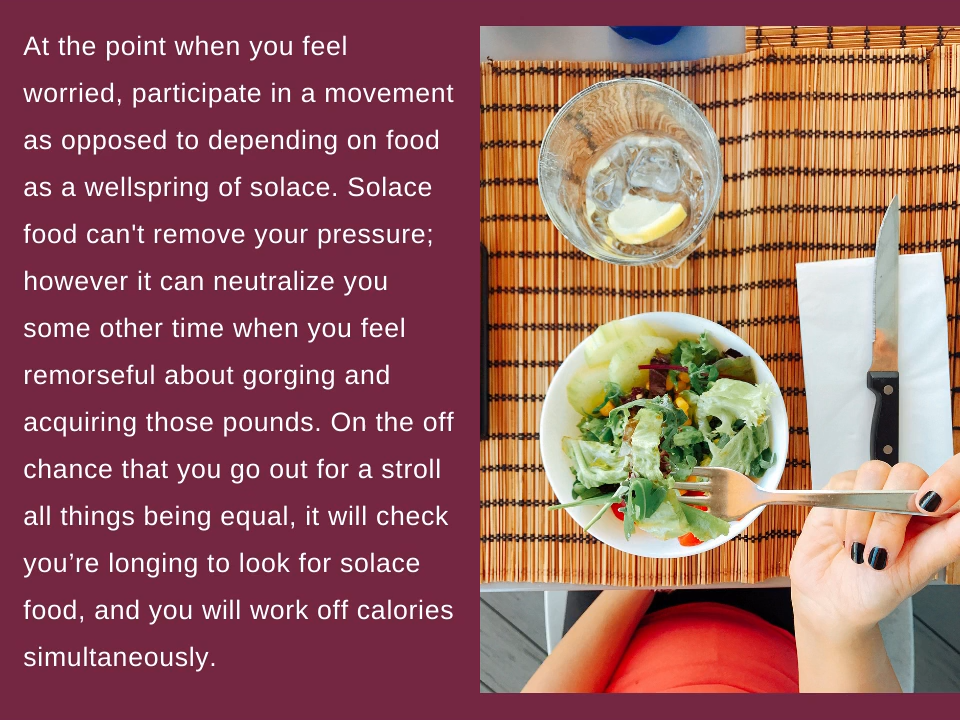 At the point when you feel
worried, participate in a movement
as opposed to depending on food
as a wellspring of solace. Solace
food can't remove your pressure;
however it can neutralize you
some other time when you feel
remorseful about gorging and
acquiring those pounds. On the off
chance that you go out for a stroll
all things being equal, it will check
you’re longing to look for solace
food, and you will work off calories
simultaneously.